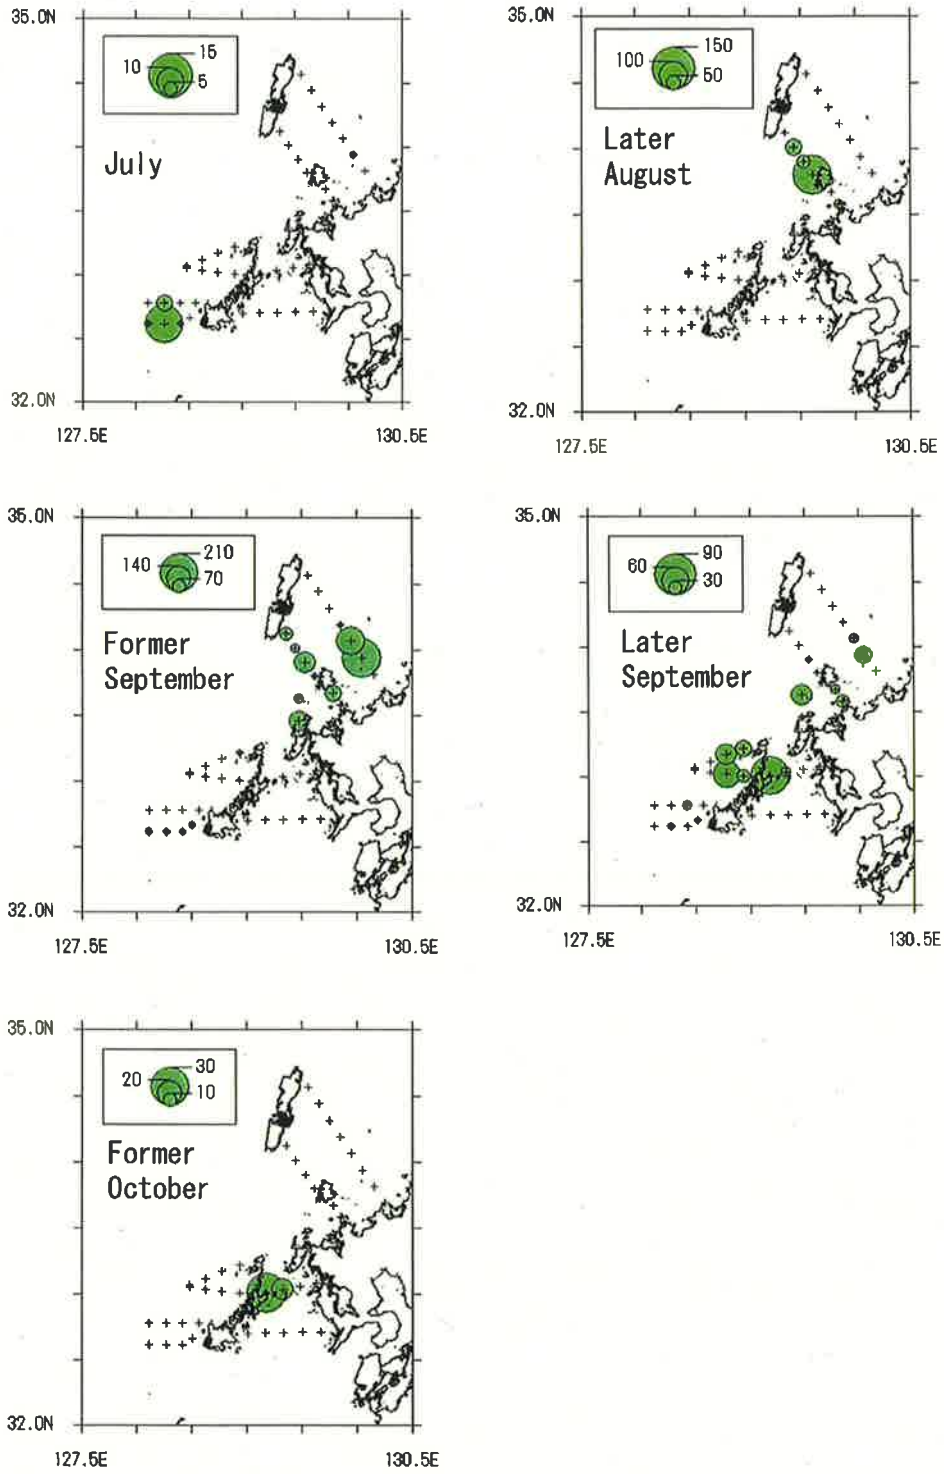 35.0N
15
10
5
July
32.0N
127.5E
130.5E
35.0N
150
100
50
Later
August
32.0N
127.5E
130.5E
35.0N
210
140
70
Former
September
32.0N
127.5E
130.5E
35.0N
90
60
30
Later
September
32.0N
127.5E
130.5E
35.0N
30
20
10
Former
October
32.0N
127.5E
130.5E